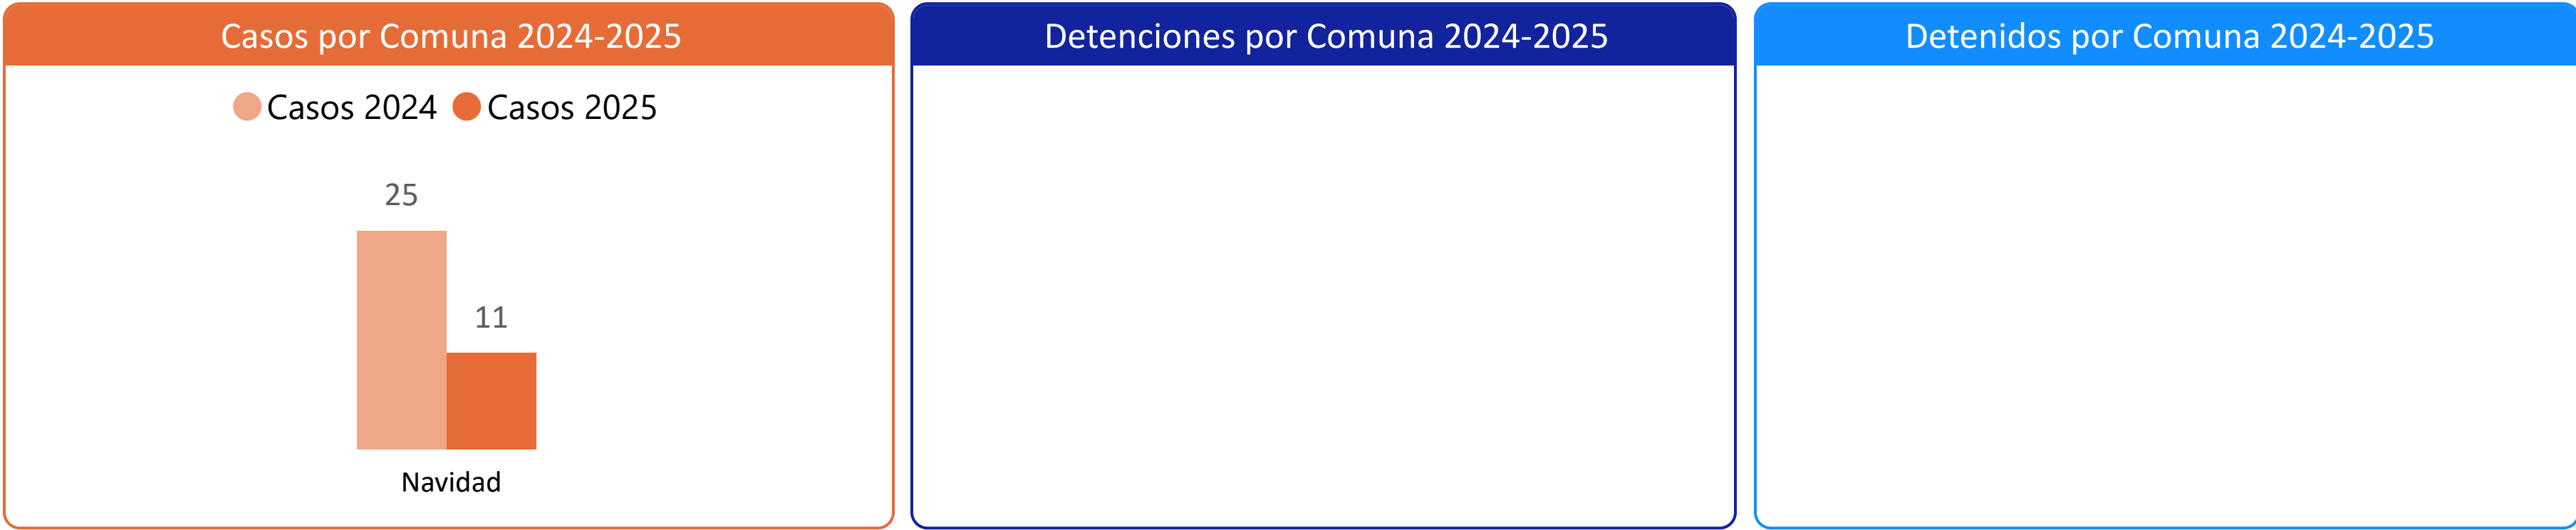 Casos por Comuna 2024-2025
Casos 2024 Casos 2025
25
11
Navidad
Detenciones por Comuna 2024-2025
Detenidos por Comuna 2024-2025